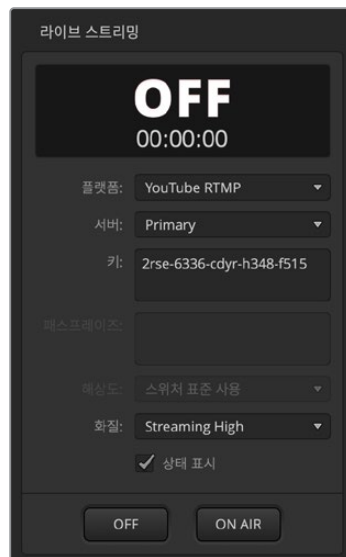 라이브 스트리밍
OFF
00:00:00
플랫폼: YouTube RTMP
서버: Primary
키: 2rse-6336-cdyr-h348-f515
패스프레이즈:
해상도: 스위처 표준 사용
화질: Streaming High
상태 표시
OFF ON AIR